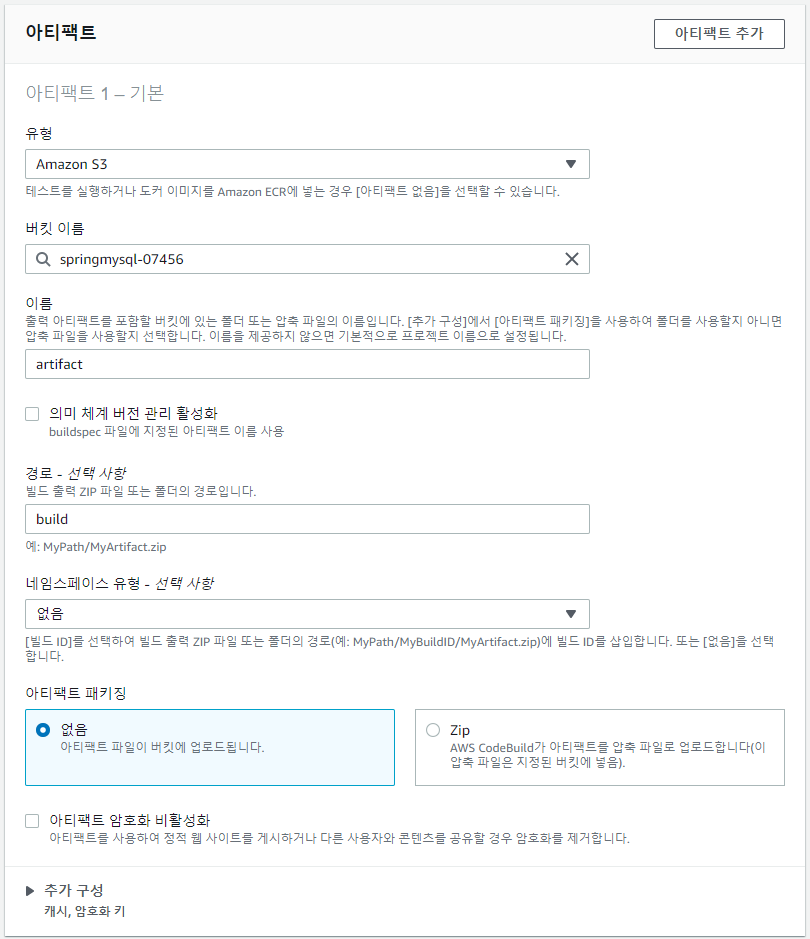 아티팩트
아티팩트 추가
아티팩트 1 – 기본
유형
Amazon S3
테스트를 실행하거나 도커 이미지를 Amazon ECR에 넣는 경우 [아티팩트 없음]을 선택할 수 있습니다.
버킷 이름
springmysql-07456
이름
출력 아티팩트를 포함할 버킷에 있는 폴더 또는 압축 파일의 이름입니다. [추가 구성]에서 [아티팩트 패키징]을 사용하여 폴더를 사용할지 아니면
압축 파일을 사용할지 선택합니다. 이름을 제공하지 않으면 기본적으로 프로젝트 이름으로 설정됩니다.
artifact
의미 체계 버전 관리 활성화
buildspec 파일에 지정된 아티팩트 이름 사용
경로 - 선택 사항
빌드 출력 ZIP 파일 또는 폴더의 경로입니다.
build
예: MyPath/MyArtifact.zip
네임스페이스 유형 - 선택 사항
없음
[빌드 ID]를 선택하여 빌드 출력 ZIP 파일 또는 폴더의 경로(예: MyPath/MyBuildID/MyArtifact.zip)에 빌드 ID를 삽입합니다. 또는 [없음]을 선택
합니다.
아티팩트 패키징
없음
아티팩트 파일이 버킷에 업로드됩니다.
Zip
AWS CodeBuild가 아티팩트를 압축 파일로 업로드합니다(이
압축 파일은 지정된 버킷에 넣음).
아티팩트 암호화 비활성화
아티팩트를 사용하여 정적 웹 사이트를 게시하거나 다른 사용자와 콘텐츠를 공유할 경우 암호화를 제거합니다.
추가 구성
캐시, 암호화 키